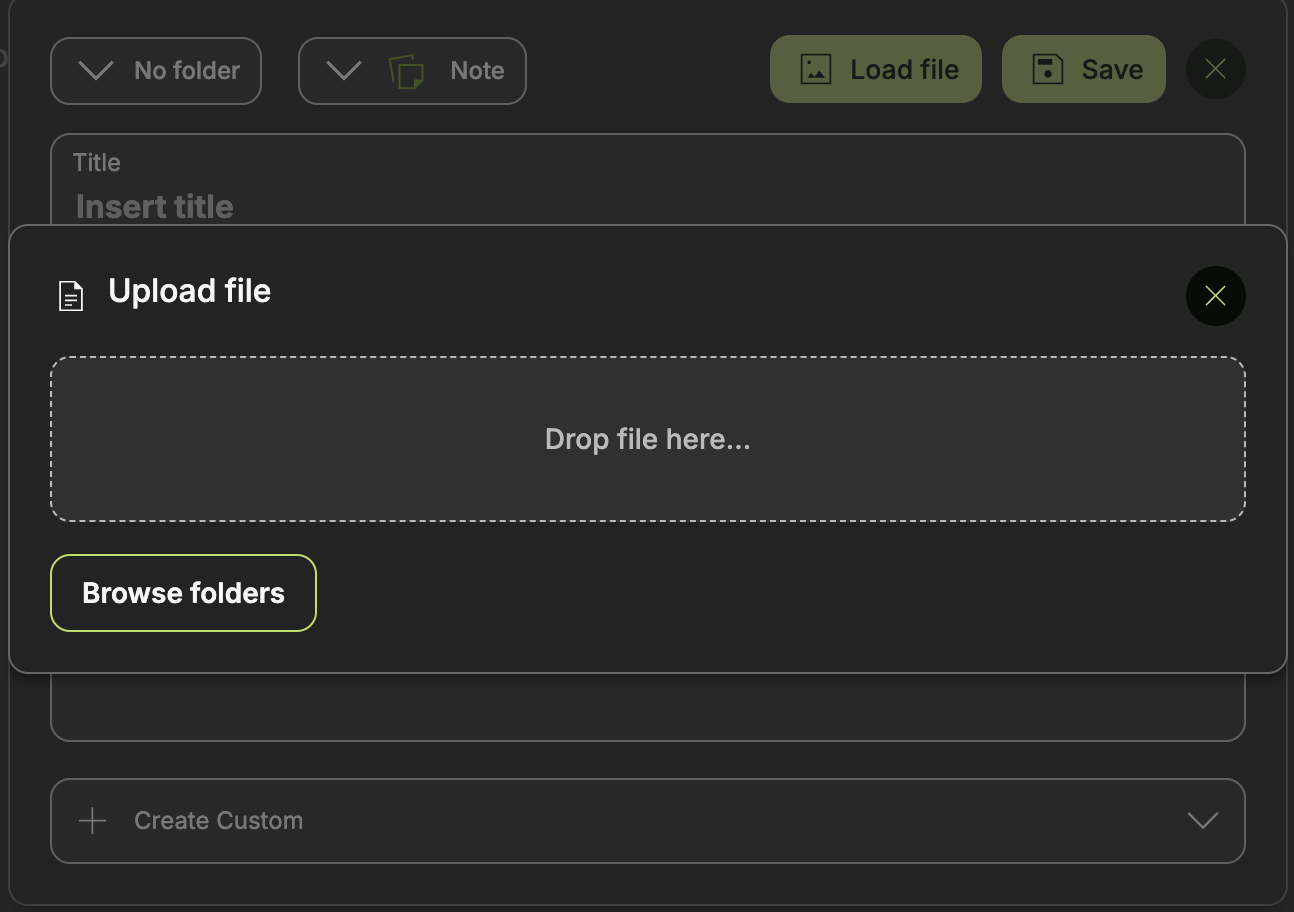 No folder
Note
Load file
Save
Title
Insert title
Upload file
Drop file here...
Browse folders
Create Custom